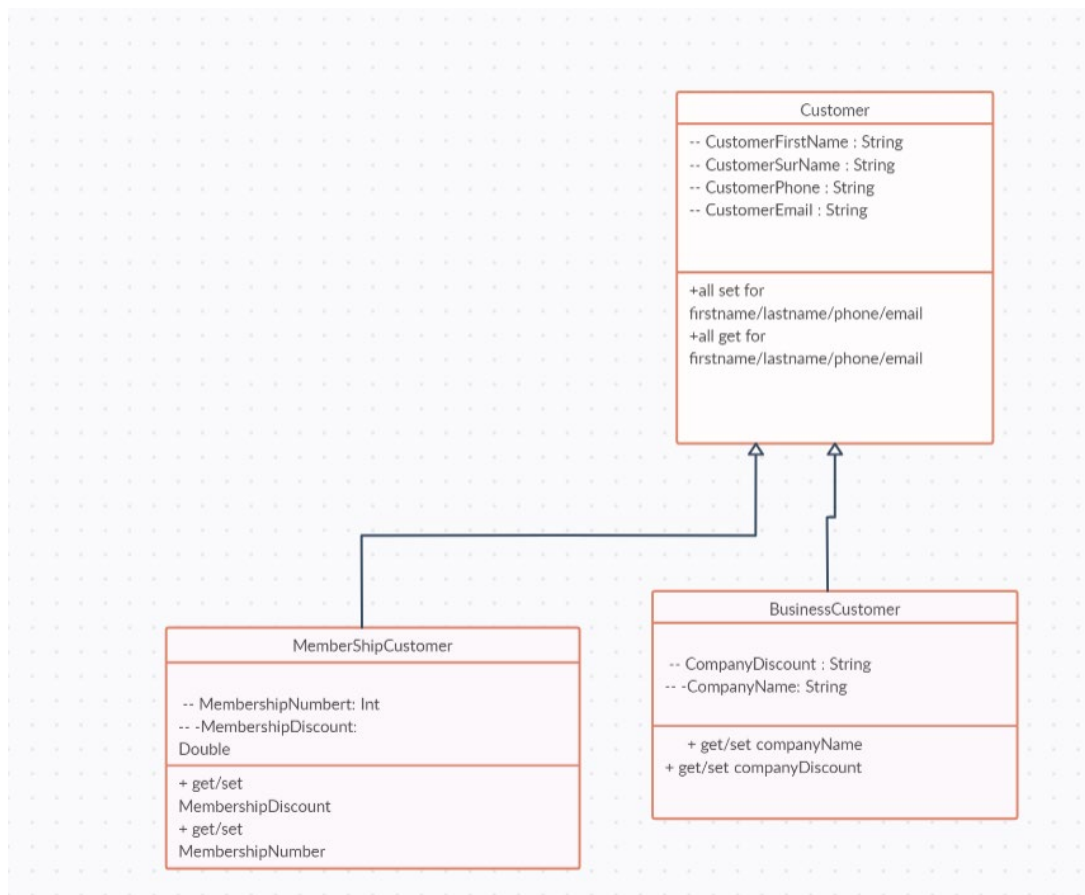 Customer
-- CustomerFirstName : String
-- CustomerSurName : String
-- CustomerPhone : String
-- CustomerEmail : String
+all set for
firstname/lastname/phone/email
+all get for
firstname/lastname/phone/email
MemberShipCustomer
-- MembershipNumbert: Int
-- -MembershipDiscount:
Double
+ get/set
MembershipDiscount
+ get/set
MembershipNumber
BusinessCustomer
-- CompanyDiscount : String
-- -CompanyName: String
+ get/set companyName
+ get/set companyDiscount